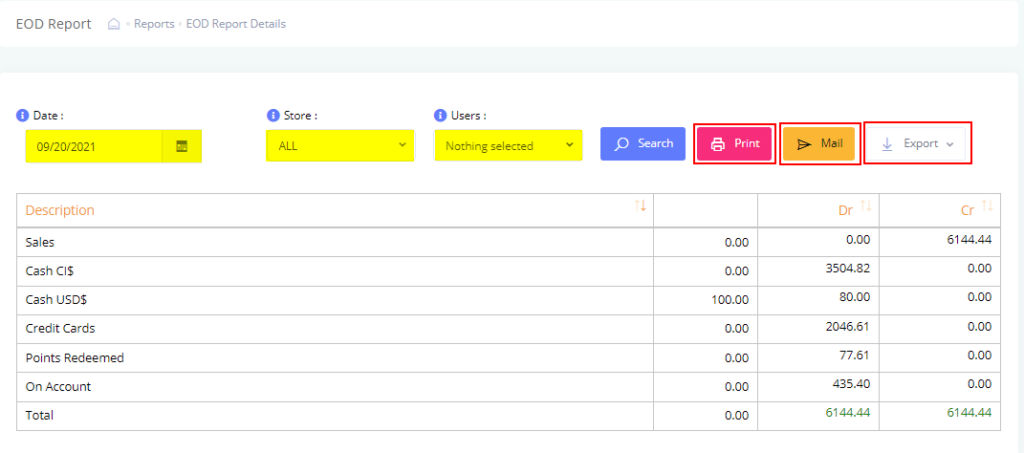 EOD Report Reports EOD Report Details
Date : Store : Users :
09/20/2021 ALL Nothing selected Search Print Mail Export
Description Dr Cr
Sales 0.00 0.00 6144.44
Cash CI$ 0.00 3504.82 0.00
Cash USD$ 100.00 80.00 0.00
Credit Cards 0.00 2046.61 0.00
Points Redeemed 0.00 77.61 0.00
On Account 0.00 435.40 0.00
Total 0.00 6144.44 6144.44